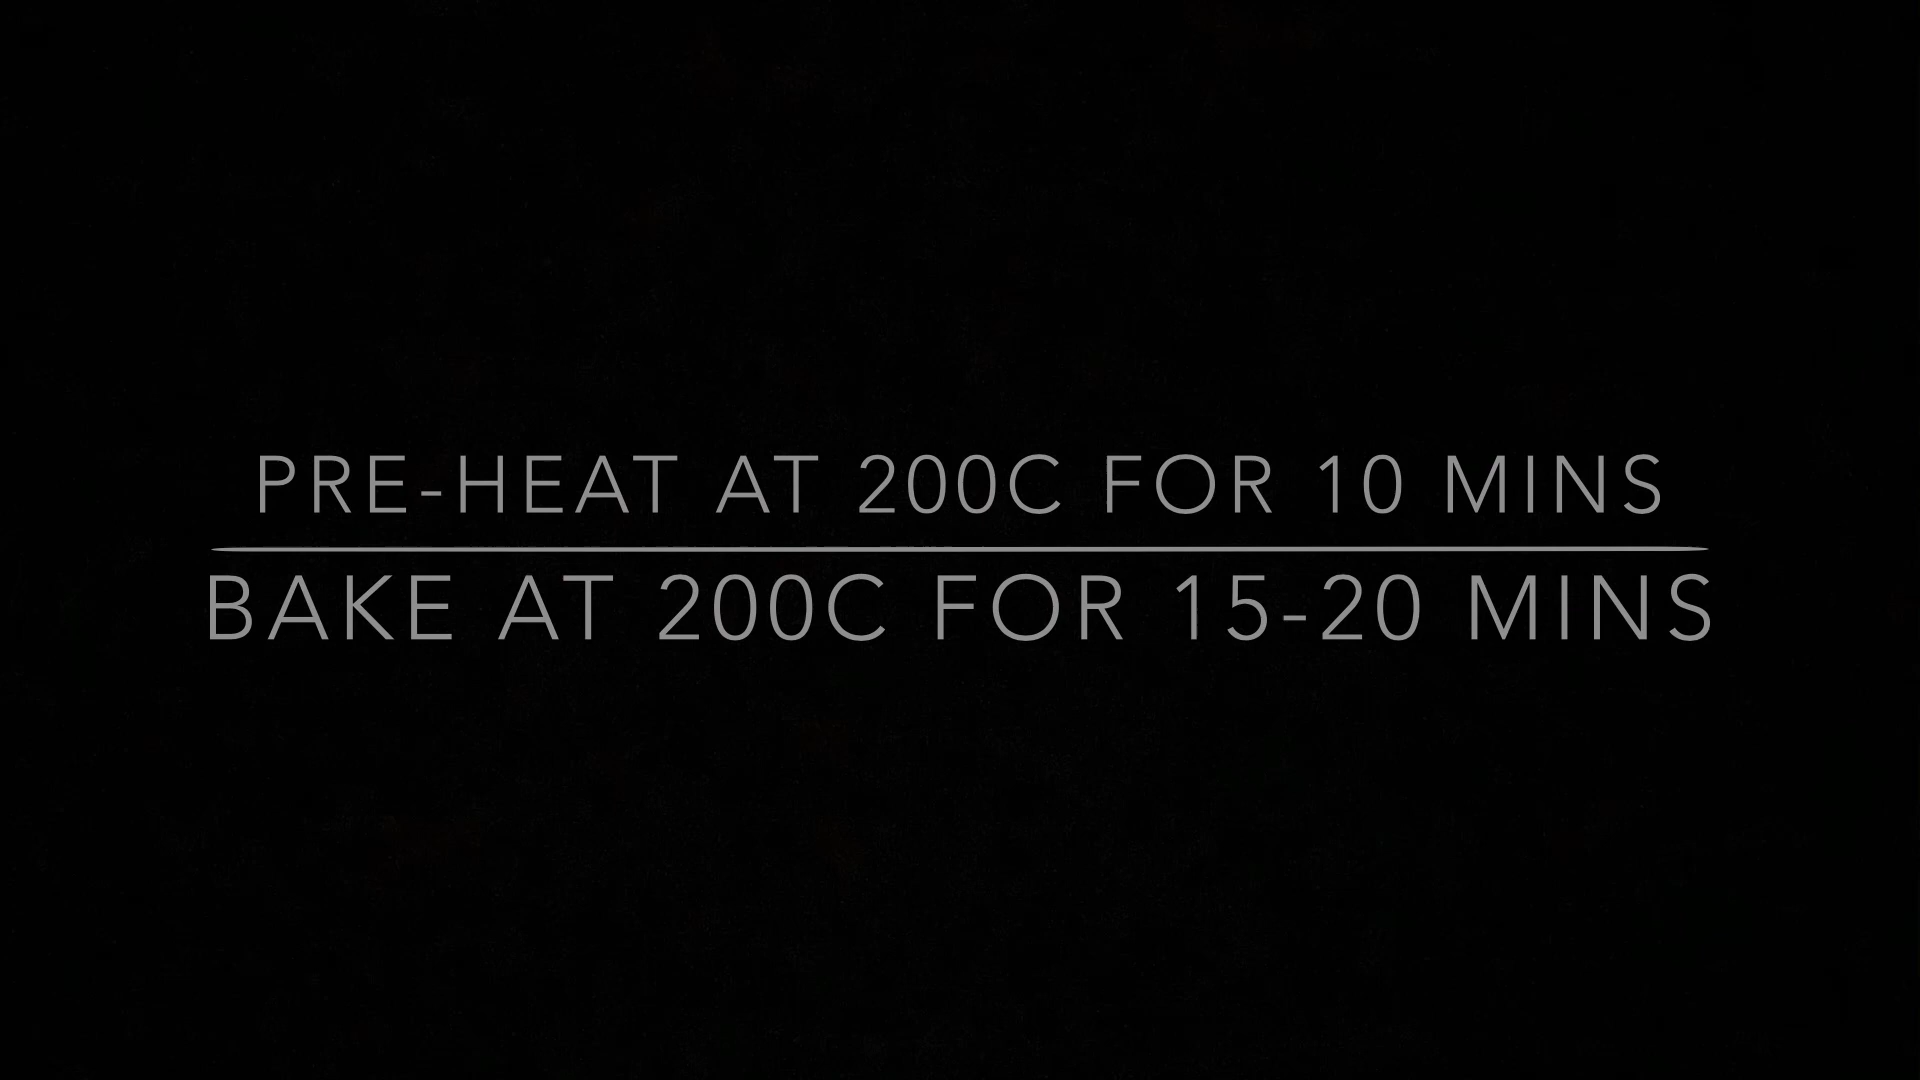 PRE-HEAT AT 200C FOR 10 MINS
BAKE AT 200C FOR 15-20 MINS